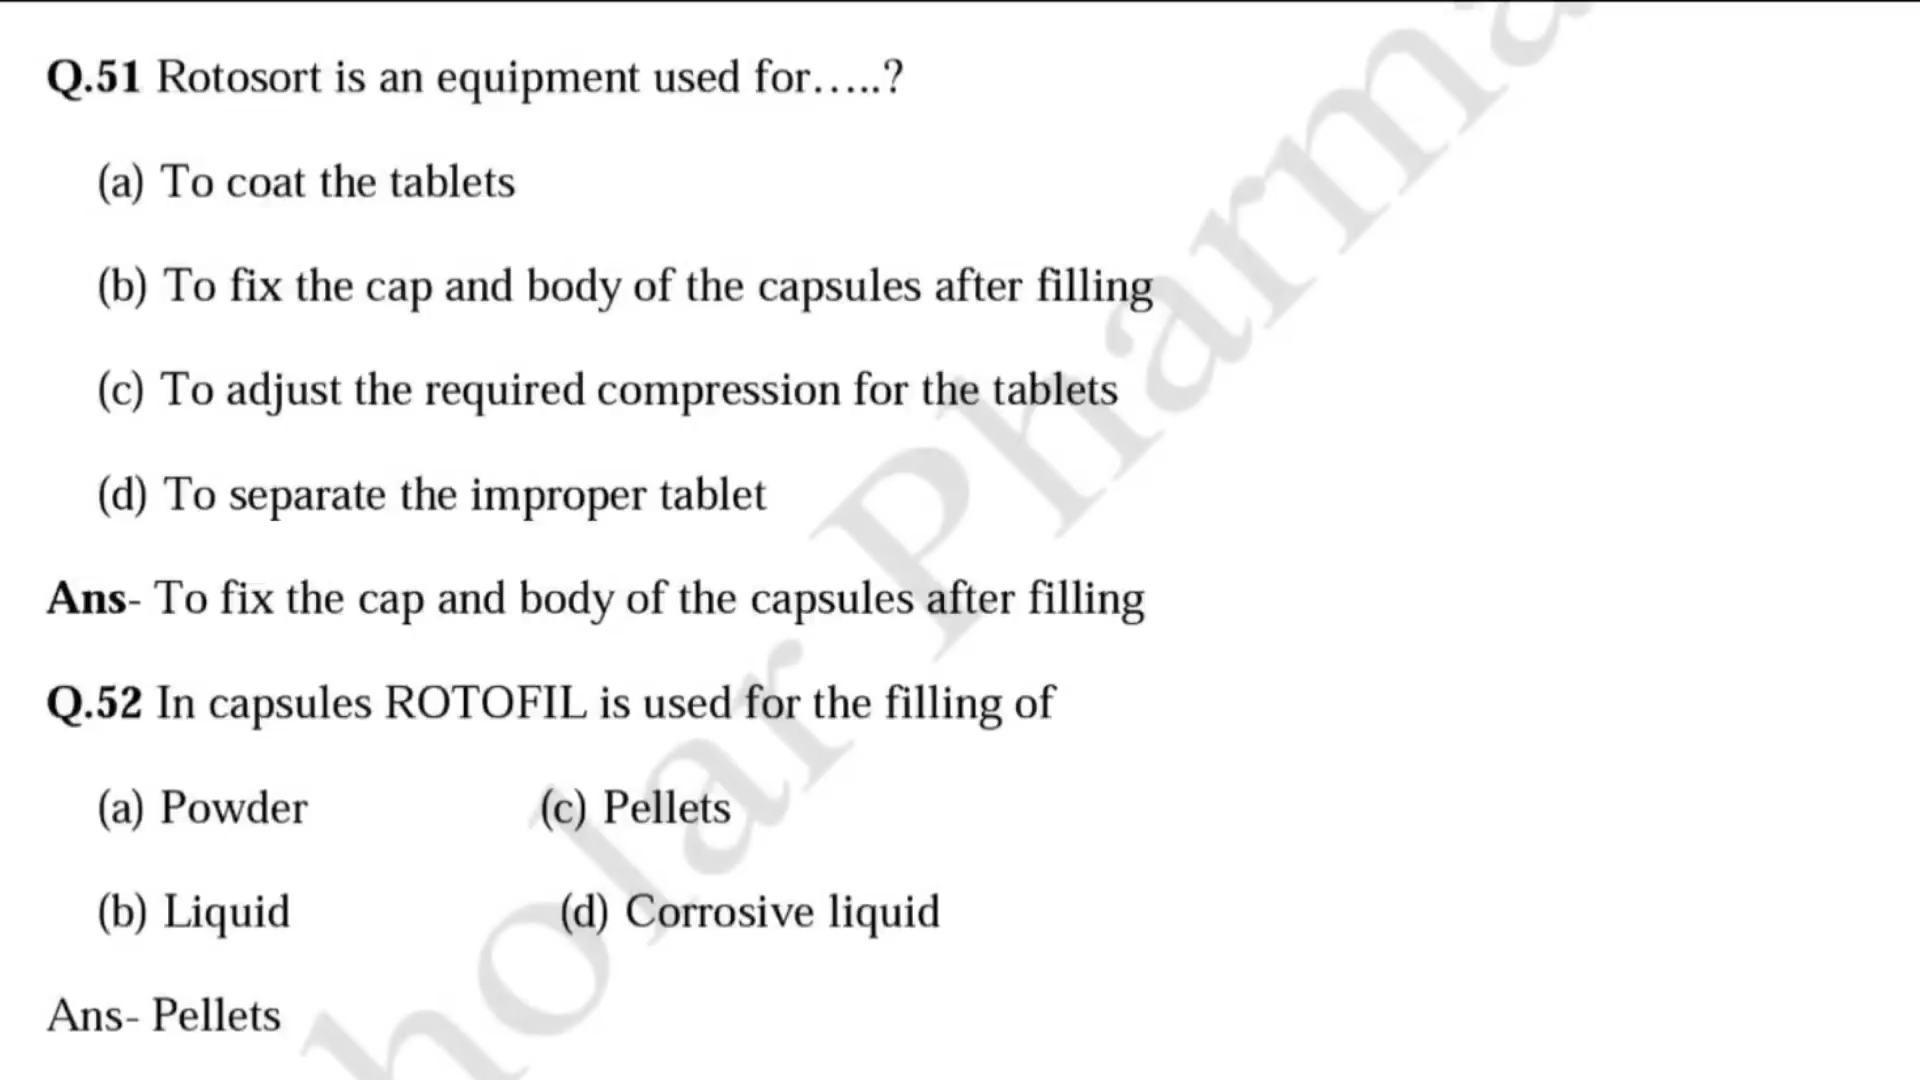 Q.51 Rotosort is an equipment used for…..?
(a) To coat the tablets
(b) To fix the cap and body of the capsules after filling
(c) To adjust the required compression for the tablets
(d) To separate the improper tablet
Ans- To fix the cap and body of the capsules after filling
Q.52 In capsules ROTOFIL is used for the filling of
(a) Powder (c) Pellets
(b) Liquid (d) Corrosive liquid
Ans- Pellets
holar Pharma